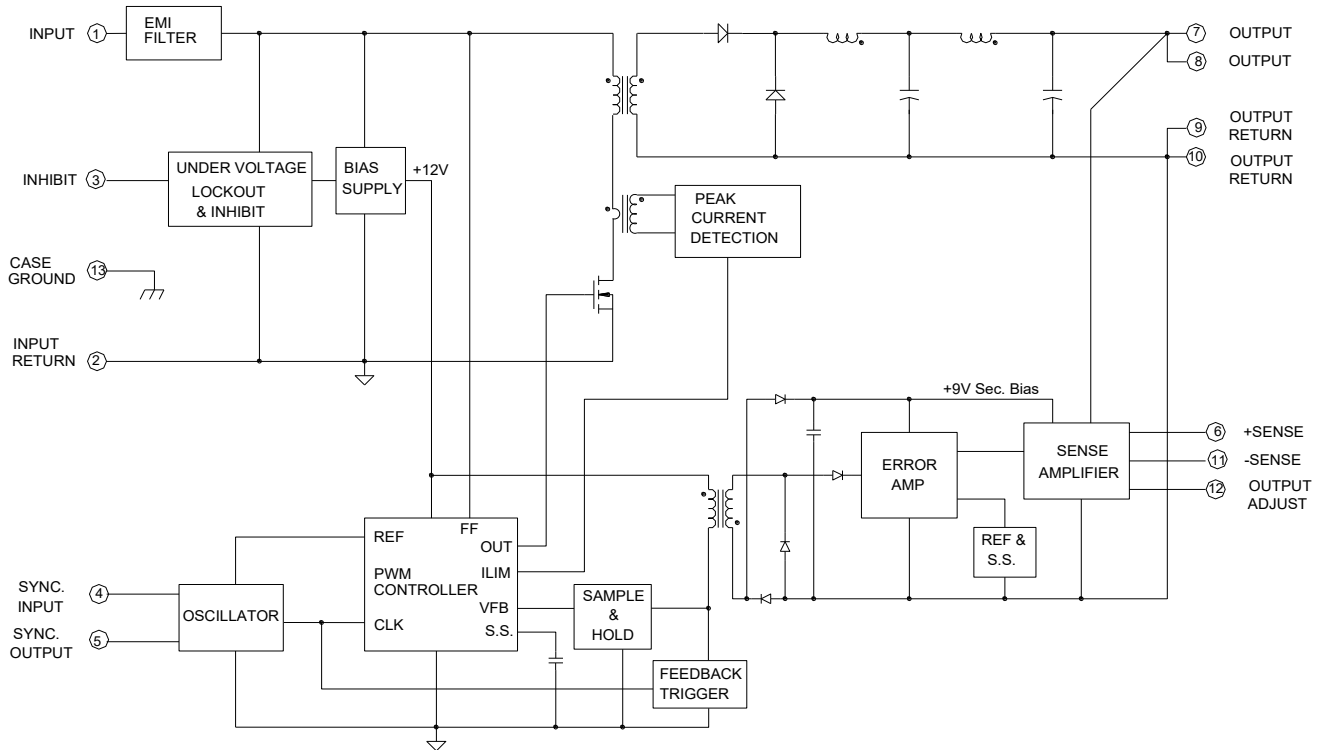 INPUT
1
EMI
FILTER
7
OUTPUT
8
OUTPUT
9
OUTPUT
RETURN
10
OUTPUT
RETURN
INHIBIT
3
UNDER VOLTAGE
LOCKOUT
& INHIBIT
BIAS
SUPPLY
+12V
PEAK
CURRENT
DETECTION
CASE
GROUND
13
INPUT
RETURN
2
+9V Sec. Bias
ERROR
AMP
SENSE
AMPLIFIER
6
+SENSE
11
-SENSE
12
OUTPUT
ADJUST
REF &
S.S.
REF
FF
OUT
PWM
CONTROLLER
ILIM
VFB
CLK
S.S.
SAMPLE
&
HOLD
FEEDBACK
TRIGGER
SYNC.
INPUT
4
SYNC.
OUTPUT
5
OSCILLATOR